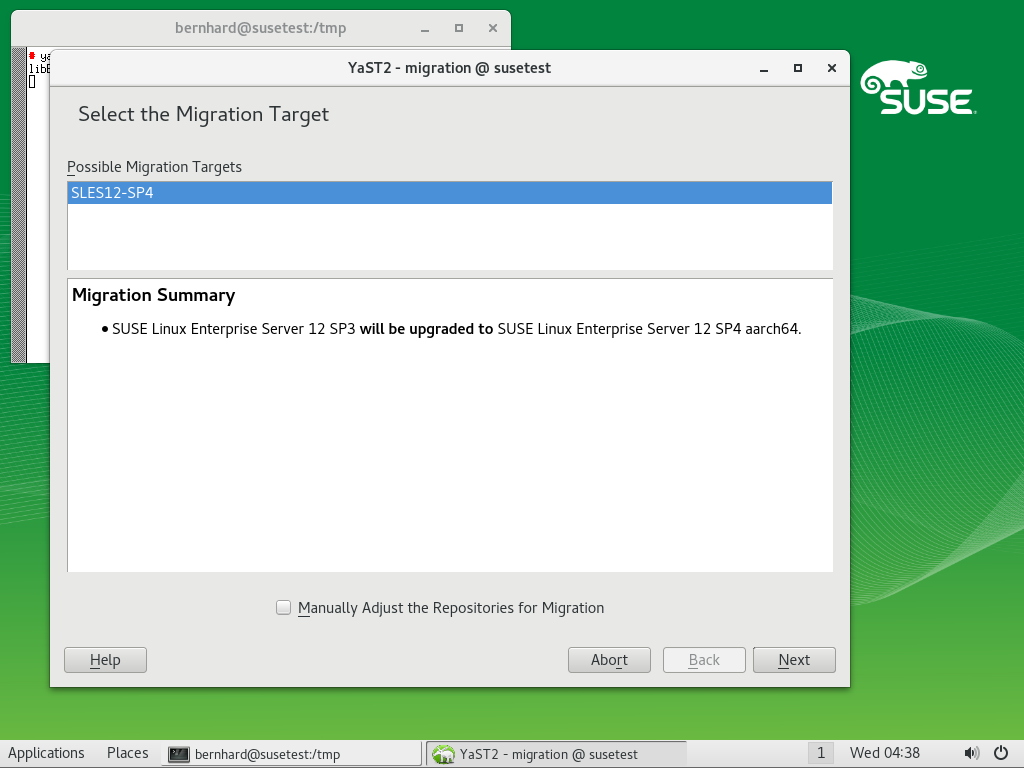 bernhard@susetest:/tmp
YaST2 - migration @ susetest
SUSE
Select the Migration Target
Possible Migration Targets
SLES12-SP4
Migration Summary
SUSE Linux Enterprise Server 12 SP3 will be upgraded to SUSE Linux Enterprise Server 12 SP4 aarch64.
Manually Adjust the Repositories for Migration
Help
Abort
Back
Next
Applications
Places
bernhard@susetest:/tmp
YaST2 - migration @ susetest
1
Wed 04:38